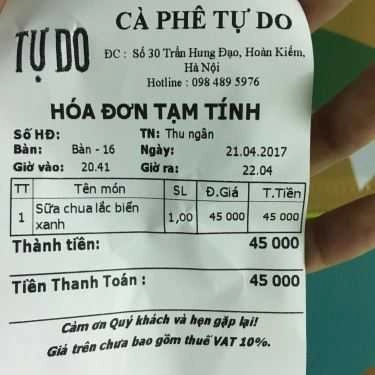 TỰ DO
CÀ PHÊ TỰ DO
ĐC : Số 30 Trần Hưng Đạo, Hoàn Kiếm,
Hà Nội
Hotline : 098 489 5976
HÓA ĐƠN TẠM TÍNH
Số HĐ: TN: Thu ngân
Bàn: Bàn - 16 Ngày: 21.04.2017
Giờ vào: 20.41 Giờ ra: 22.04
TT Tên món SL Đ.Giá T.Tiền
1 Sữa chua lắc biển 1,00 45 000 45 000
xanh
Thành tiền: 45 000
Tiền Thanh Toán : 45 000
Cảm ơn Quý khách và hẹn gặp lại!
Giá trên chưa bao gồm thuế VAT 10%.